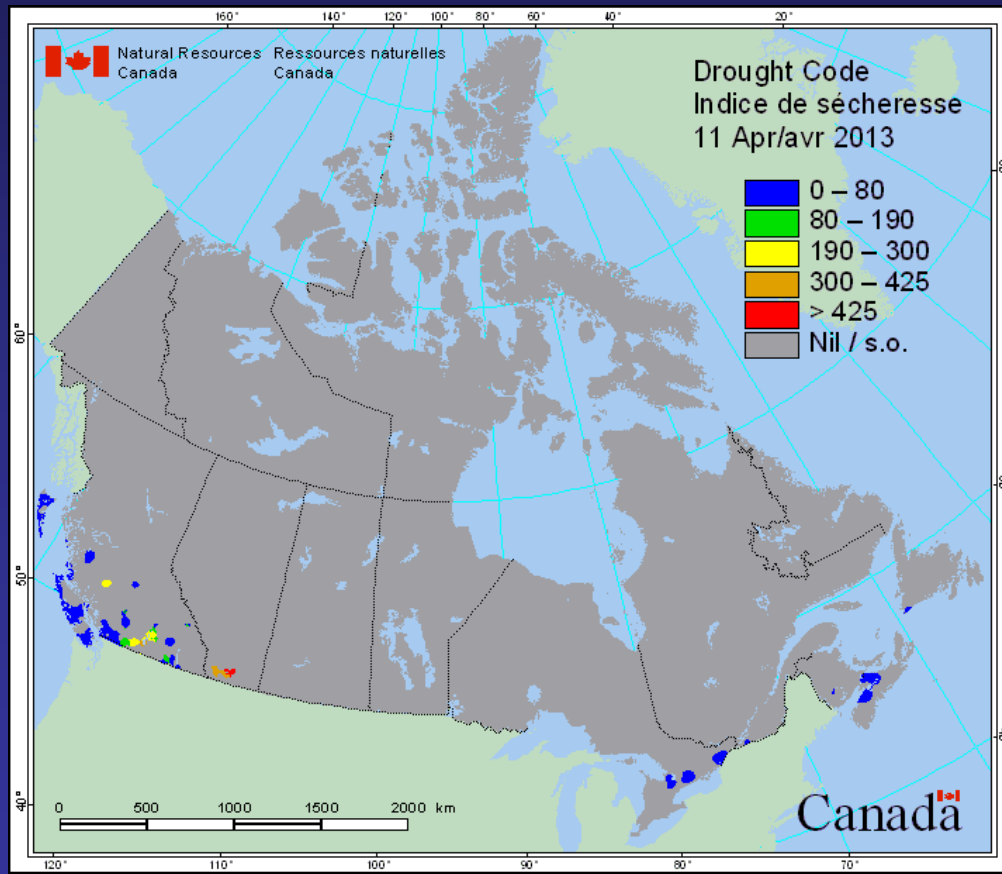 160° 140° 120° 100° 80° 60° 40° 20°
Natural Resources Ressources naturelles
Canada Canada
Drought Code
Indice de sécheresse
11 Apr/avr 2013
0 – 80
80 – 190
190 – 300
300 – 425
> 425
Nil / s.o.
60°
50°
40°
0 500 1000 1500 2000 km
Canada
120° 110° 100° 90° 80° 70°